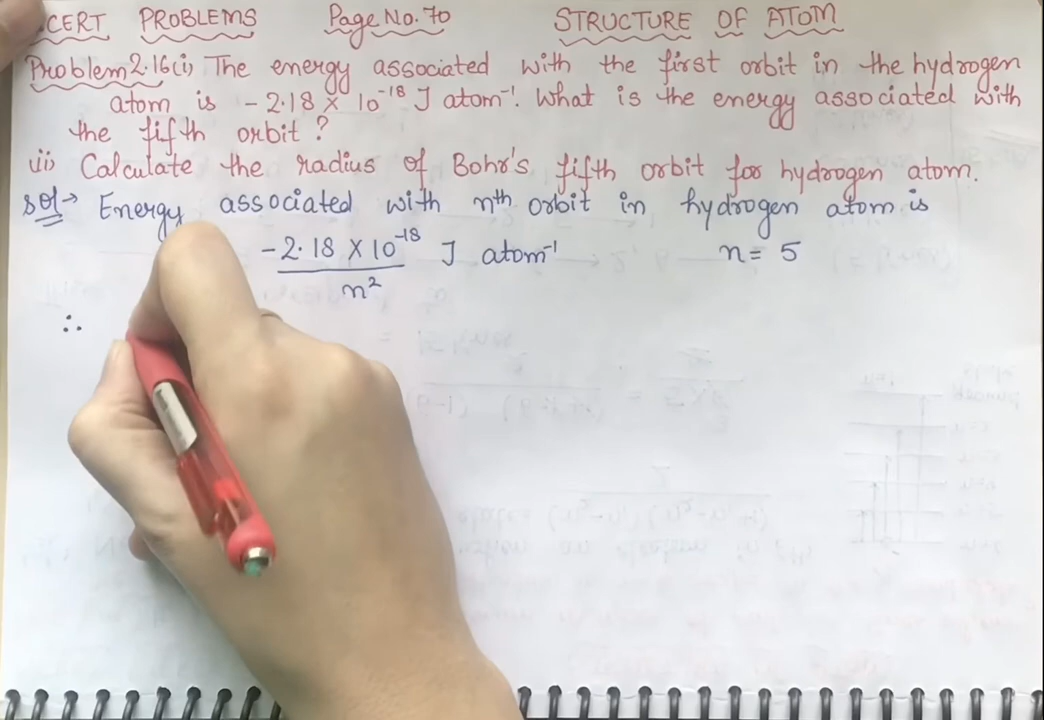 CERT PROBLEMS Page No. 70 STRUCTURE OF ATOM
Problem 2.16(i) The energy associated with the first orbit in the hydrogen
atom is -2.18 × 10⁻¹⁸ J atom⁻¹. What is the energy associated with
the fifth orbit?
ii) Calculate the radius of Bohr's fifth orbit for hydrogen atom.
Sol→ Energy associated with nth orbit in hydrogen atom is
-2.18 × 10⁻¹⁸ J atom⁻¹ n = 5
n²
∴